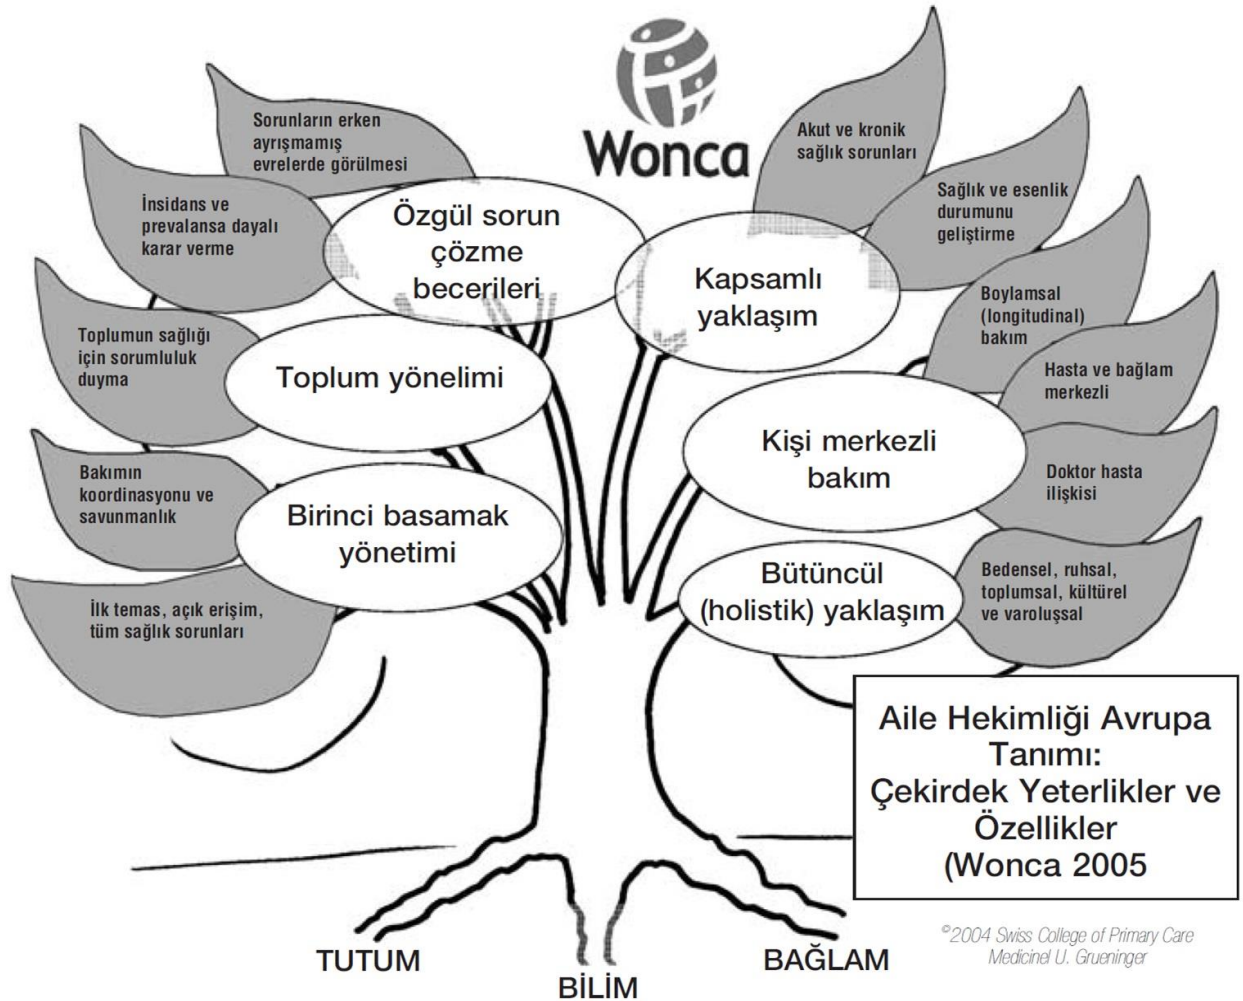 Wonca
Sorunların erken
ayrışmamış
evrelerde görülmesi
İnsidans ve
prevalansa dayalı
karar verme
Toplumun sağlığı
için sorumluluk
duyma
Bakımın
koordinasyonu ve
savunmanlık
İlk temas, açık erişim,
tüm sağlık sorunları
Özgül sorun
çözme
becerileri
Toplum yönelimi
Birinci basamak
yönetimi
Kapsamlı
yaklaşım
Kişi merkezli
bakım
Bütüncül
(holistik) yaklaşım
Akut ve kronik
sağlık sorunları
Sağlık ve esenlik
durumunu
geliştirme
Boylamsal
(longitudinal)
bakım
Hasta ve bağlam
merkezli
Doktor hasta
ilişkisi
Bedensel, ruhsal,
toplumsal, kültürel
ve varoluşsal
Aile Hekimliği Avrupa
Tanımı:
Çekirdek Yeterlikler ve
Özellikler
(Wonca 2005
TUTUM
BİLİM
BAĞLAM
©2004 Swiss College of Primary Care
Medicinel U. Grueninger